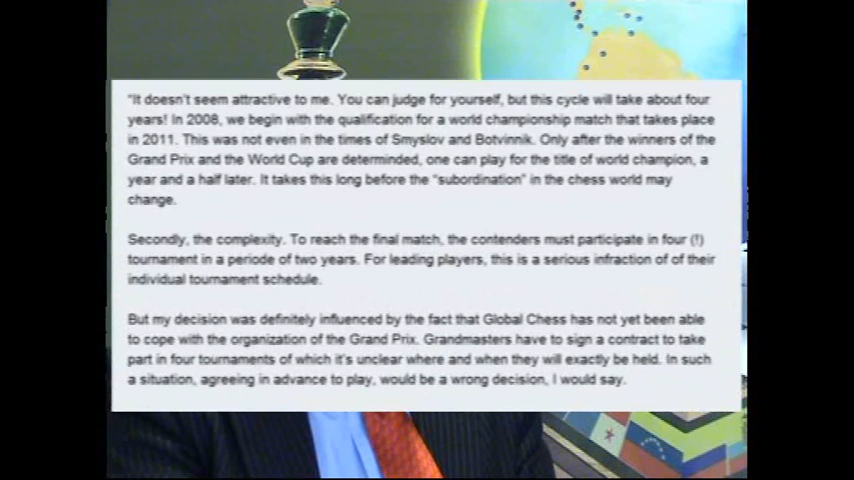 "It doesn't seem attractive to me. You can judge for yourself, but this cycle will take about four
years! In 2008, we begin with the qualification for a world championship match that takes place
in 2011. This was not even in the times of Smyslov and Botvinnik. Only after the winners of the
Grand Prix and the World Cup are determinded, one can play for the title of world champion, a
year and a half later. It takes this long before the "subordination" in the chess world may
change.
Secondly, the complexity. To reach the final match, the contenders must participate in four (!)
tournament in a periode of two years. For leading players, this is a serious infraction of of their
individual tournament schedule.
But my decision was definitely influenced by the fact that Global Chess has not yet been able
to cope with the organization of the Grand Prix. Grandmasters have to sign a contract to take
part in four tournaments of which it's unclear where and when they will exactly be held. In such
a situation, agreeing in advance to play, would be a wrong decision, I would say.